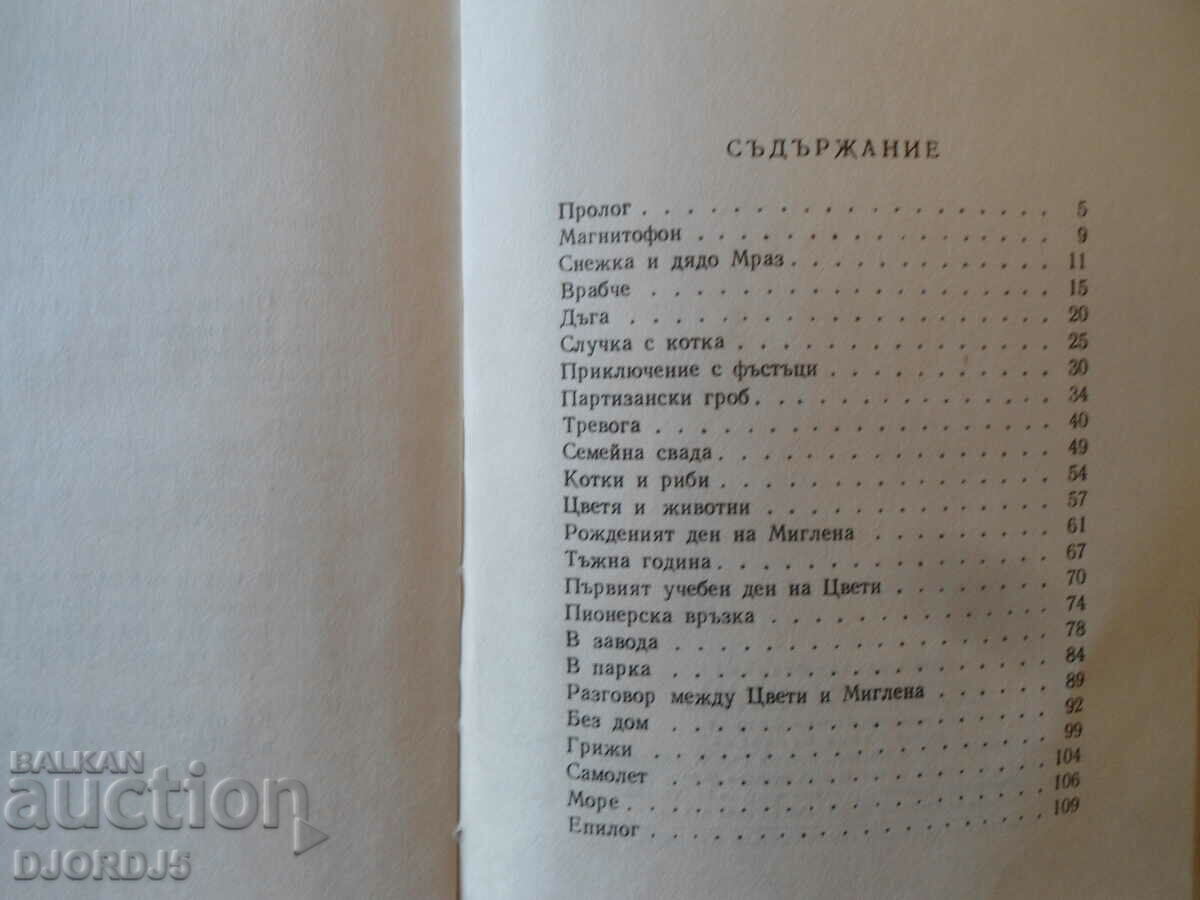 СЪДЪРЖАНИЕ
Пролог . . . . . . . . . . . . . . 5
Магнитофон . . . . . . . . . . . . . . 9
Снежка и дядо Мраз . . . . . . . . . . 11
Врабче . . . . . . . . . . . . . . 15
Дъга . . . . . . . . . . . . . . 20
Случка с котка . . . . . . . . . . . . 25
Приключение с фъстъци . . . . . . . . . . 30
Партизански гроб . . . . . . . . . . . 34
Тревога . . . . . . . . . . . . . . 40
Семейна свада . . . . . . . . . . . . 49
Котки и риби . . . . . . . . . . . . 54
Цветя и животни . . . . . . . . . . . 57
Рожденият ден на Миглена . . . . . . . . 61
Тъжна година . . . . . . . . . . . . 67
Първият учебен ден на Цвети . . . . . . . 70
Пионерска връзка . . . . . . . . . . . 74
В завода . . . . . . . . . . . . . . 78
В парка . . . . . . . . . . . . . . 84
Разговор между Цвети и Миглена . . . . . . 89
Без дом . . . . . . . . . . . . . . 92
Грижи . . . . . . . . . . . . . . 99
Самолет . . . . . . . . . . . . . . 104
Море . . . . . . . . . . . . . . 106
Епилог . . . . . . . . . . . . . . 109
BALKAN
auction
DJORDJ5